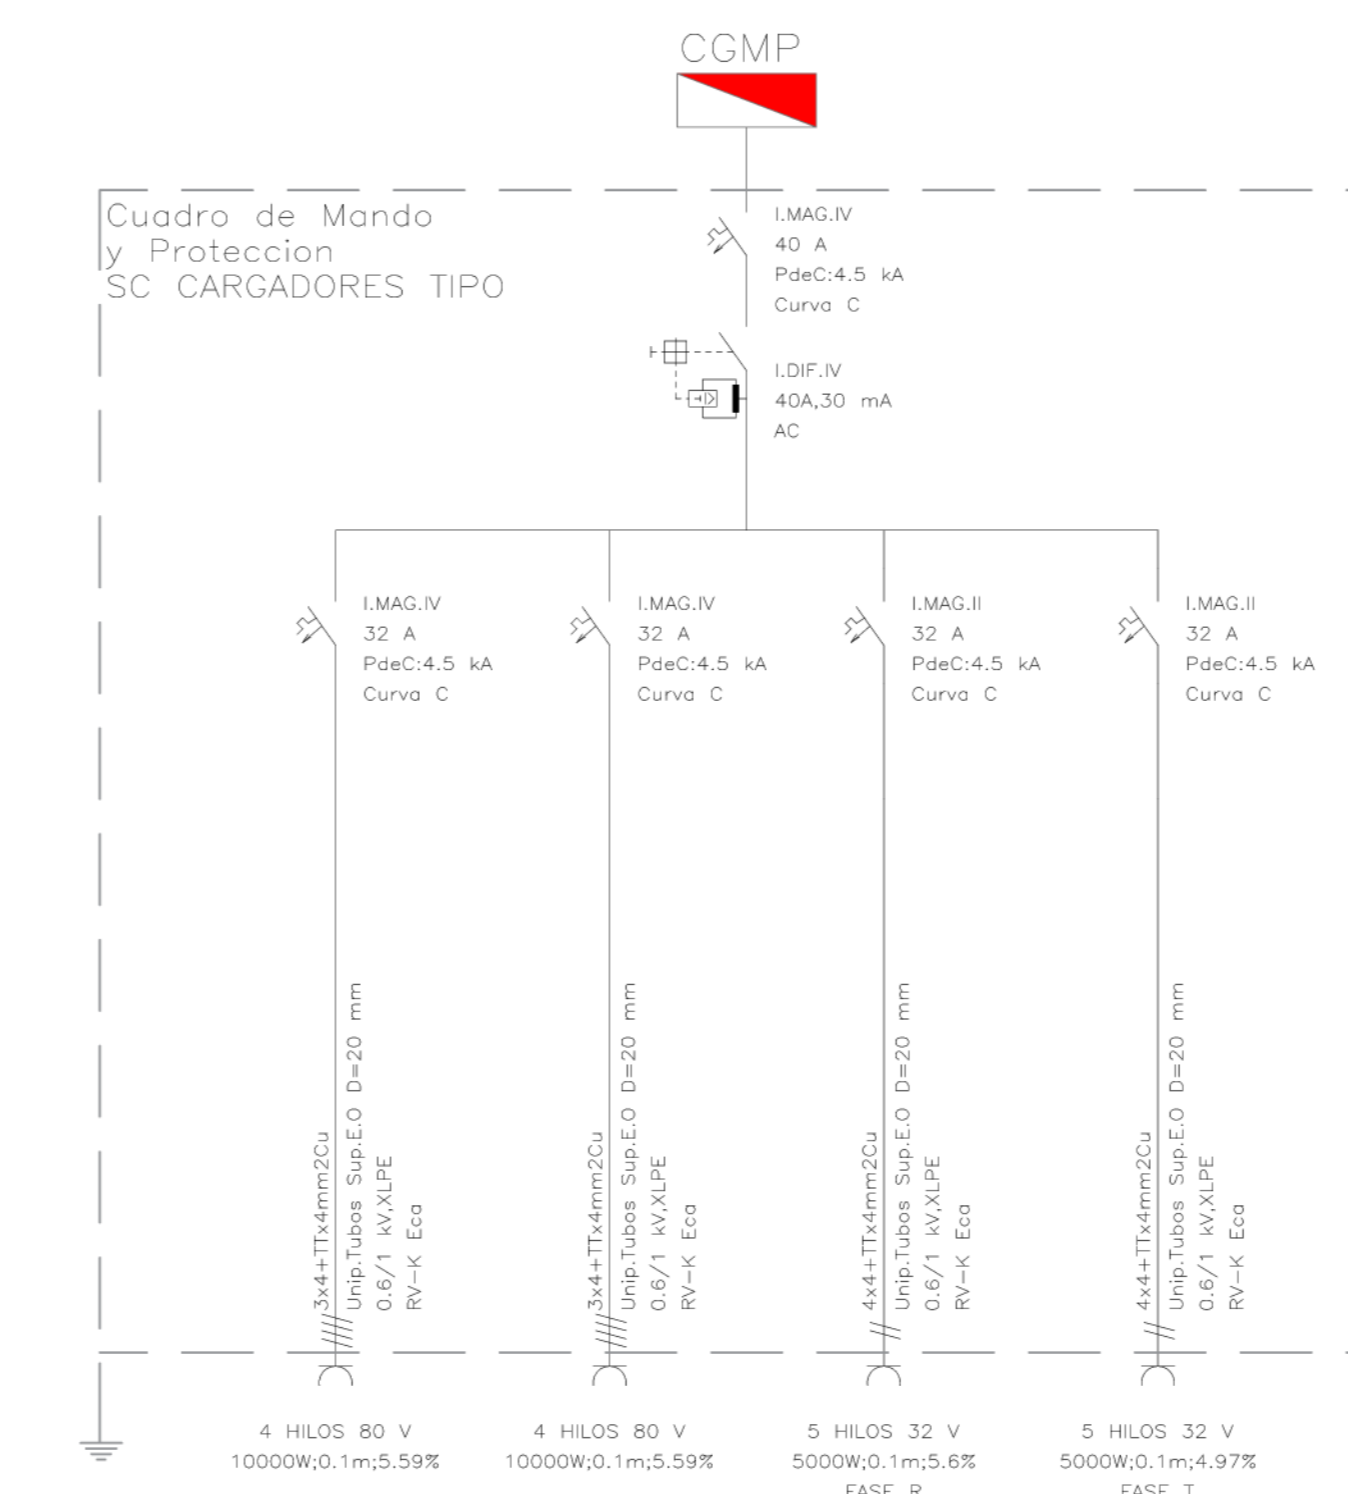 CGMP
Cuadro de Mando
y Proteccion
SC CARGADORES TIPO
I.MAG.IV
40 A
PdeC:4.5 kA
Curva C
I.DIF.IV
40A,30 mA
AC
I.MAG.IV
32 A
PdeC:4.5 kA
Curva C
I.MAG.IV
32 A
PdeC:4.5 kA
Curva C
I.MAG.II
32 A
PdeC:4.5 kA
Curva C
I.MAG.II
32 A
PdeC:4.5 kA
Curva C
3x4+TTx4mm2Cu
Unip.Tubos Sup.E.O D=20 mm
0.6/1 kV,XLPE
RV-K Eca
3x4+TTx4mm2Cu
Unip.Tubos Sup.E.O D=20 mm
0.6/1 kV,XLPE
RV-K Eca
4x4+TTx4mm2Cu
Unip.Tubos Sup.E.O D=20 mm
0.6/1 kV,XLPE
RV-K Eca
4x4+TTx4mm2Cu
Unip.Tubos Sup.E.O D=20 mm
0.6/1 kV,XLPE
RV-K Eca
4 HILOS 80 V
10000W;0.1m;5.59%
4 HILOS 80 V
10000W;0.1m;5.59%
5 HILOS 32 V
5000W;0.1m;5.6%
FASE R
5 HILOS 32 V
5000W;0.1m;4.97%
FASE T